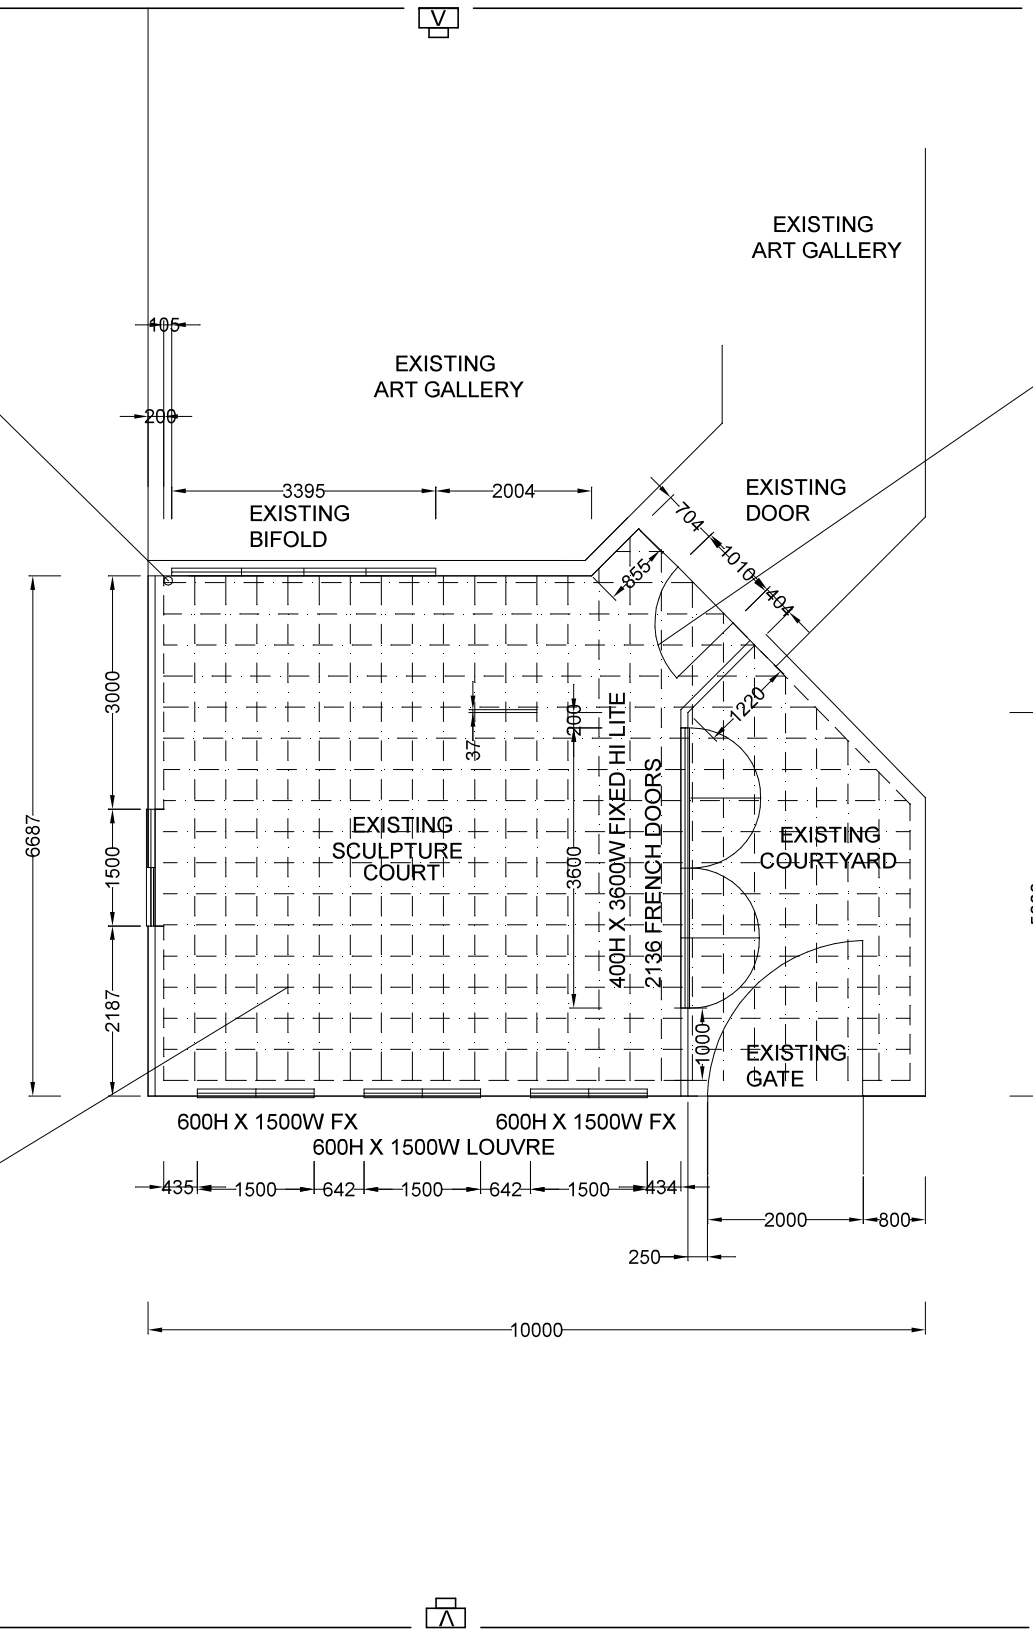 V
EXISTING
ART GALLERY
105
EXISTING
ART GALLERY
200
3395
2004
EXISTING
BIFOLD
EXISTING
DOOR
704
1010
404
855
1220
3000
1500
2187
6687
200
37
3600
400H X 3600W FIXED HI LITE
2136 FRENCH DOORS
EXISTING
SCULPTURE
COURT
EXISTING
COURTYARD
1000
EXISTING
GATE
600H X 1500W FX
600H X 1500W FX
600H X 1500W LOUVRE
435
1500
642
1500
642
1500
434
2000
800
250
10000
V